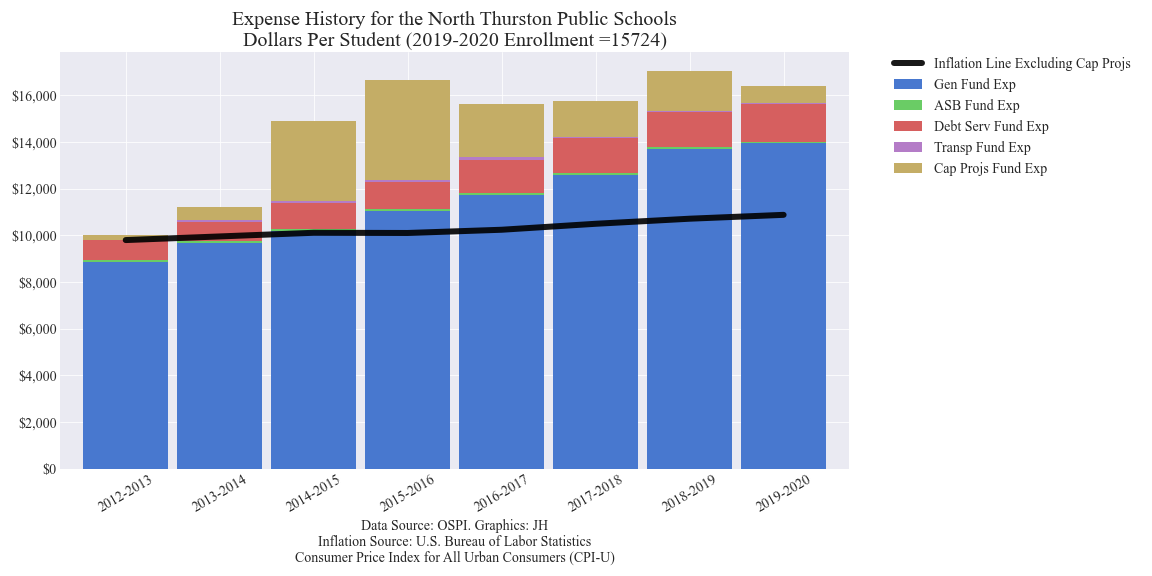 Expense History for the North Thurston Public Schools
Dollars Per Student (2019-2020 Enrollment =15724)
Inflation Line Excluding Cap Projs
Gen Fund Exp
ASB Fund Exp
Debt Serv Fund Exp
Transp Fund Exp
Cap Projs Fund Exp
$16,000
$14,000
$12,000
$10,000
$8,000
$6,000
$4,000
$2,000
$0
2012-2013
2013-2014
2014-2015
2015-2016
2016-2017
2017-2018
2018-2019
2019-2020
Data Source: OSPI. Graphics: JH
Inflation Source: U.S. Bureau of Labor Statistics
Consumer Price Index for All Urban Consumers (CPI-U)